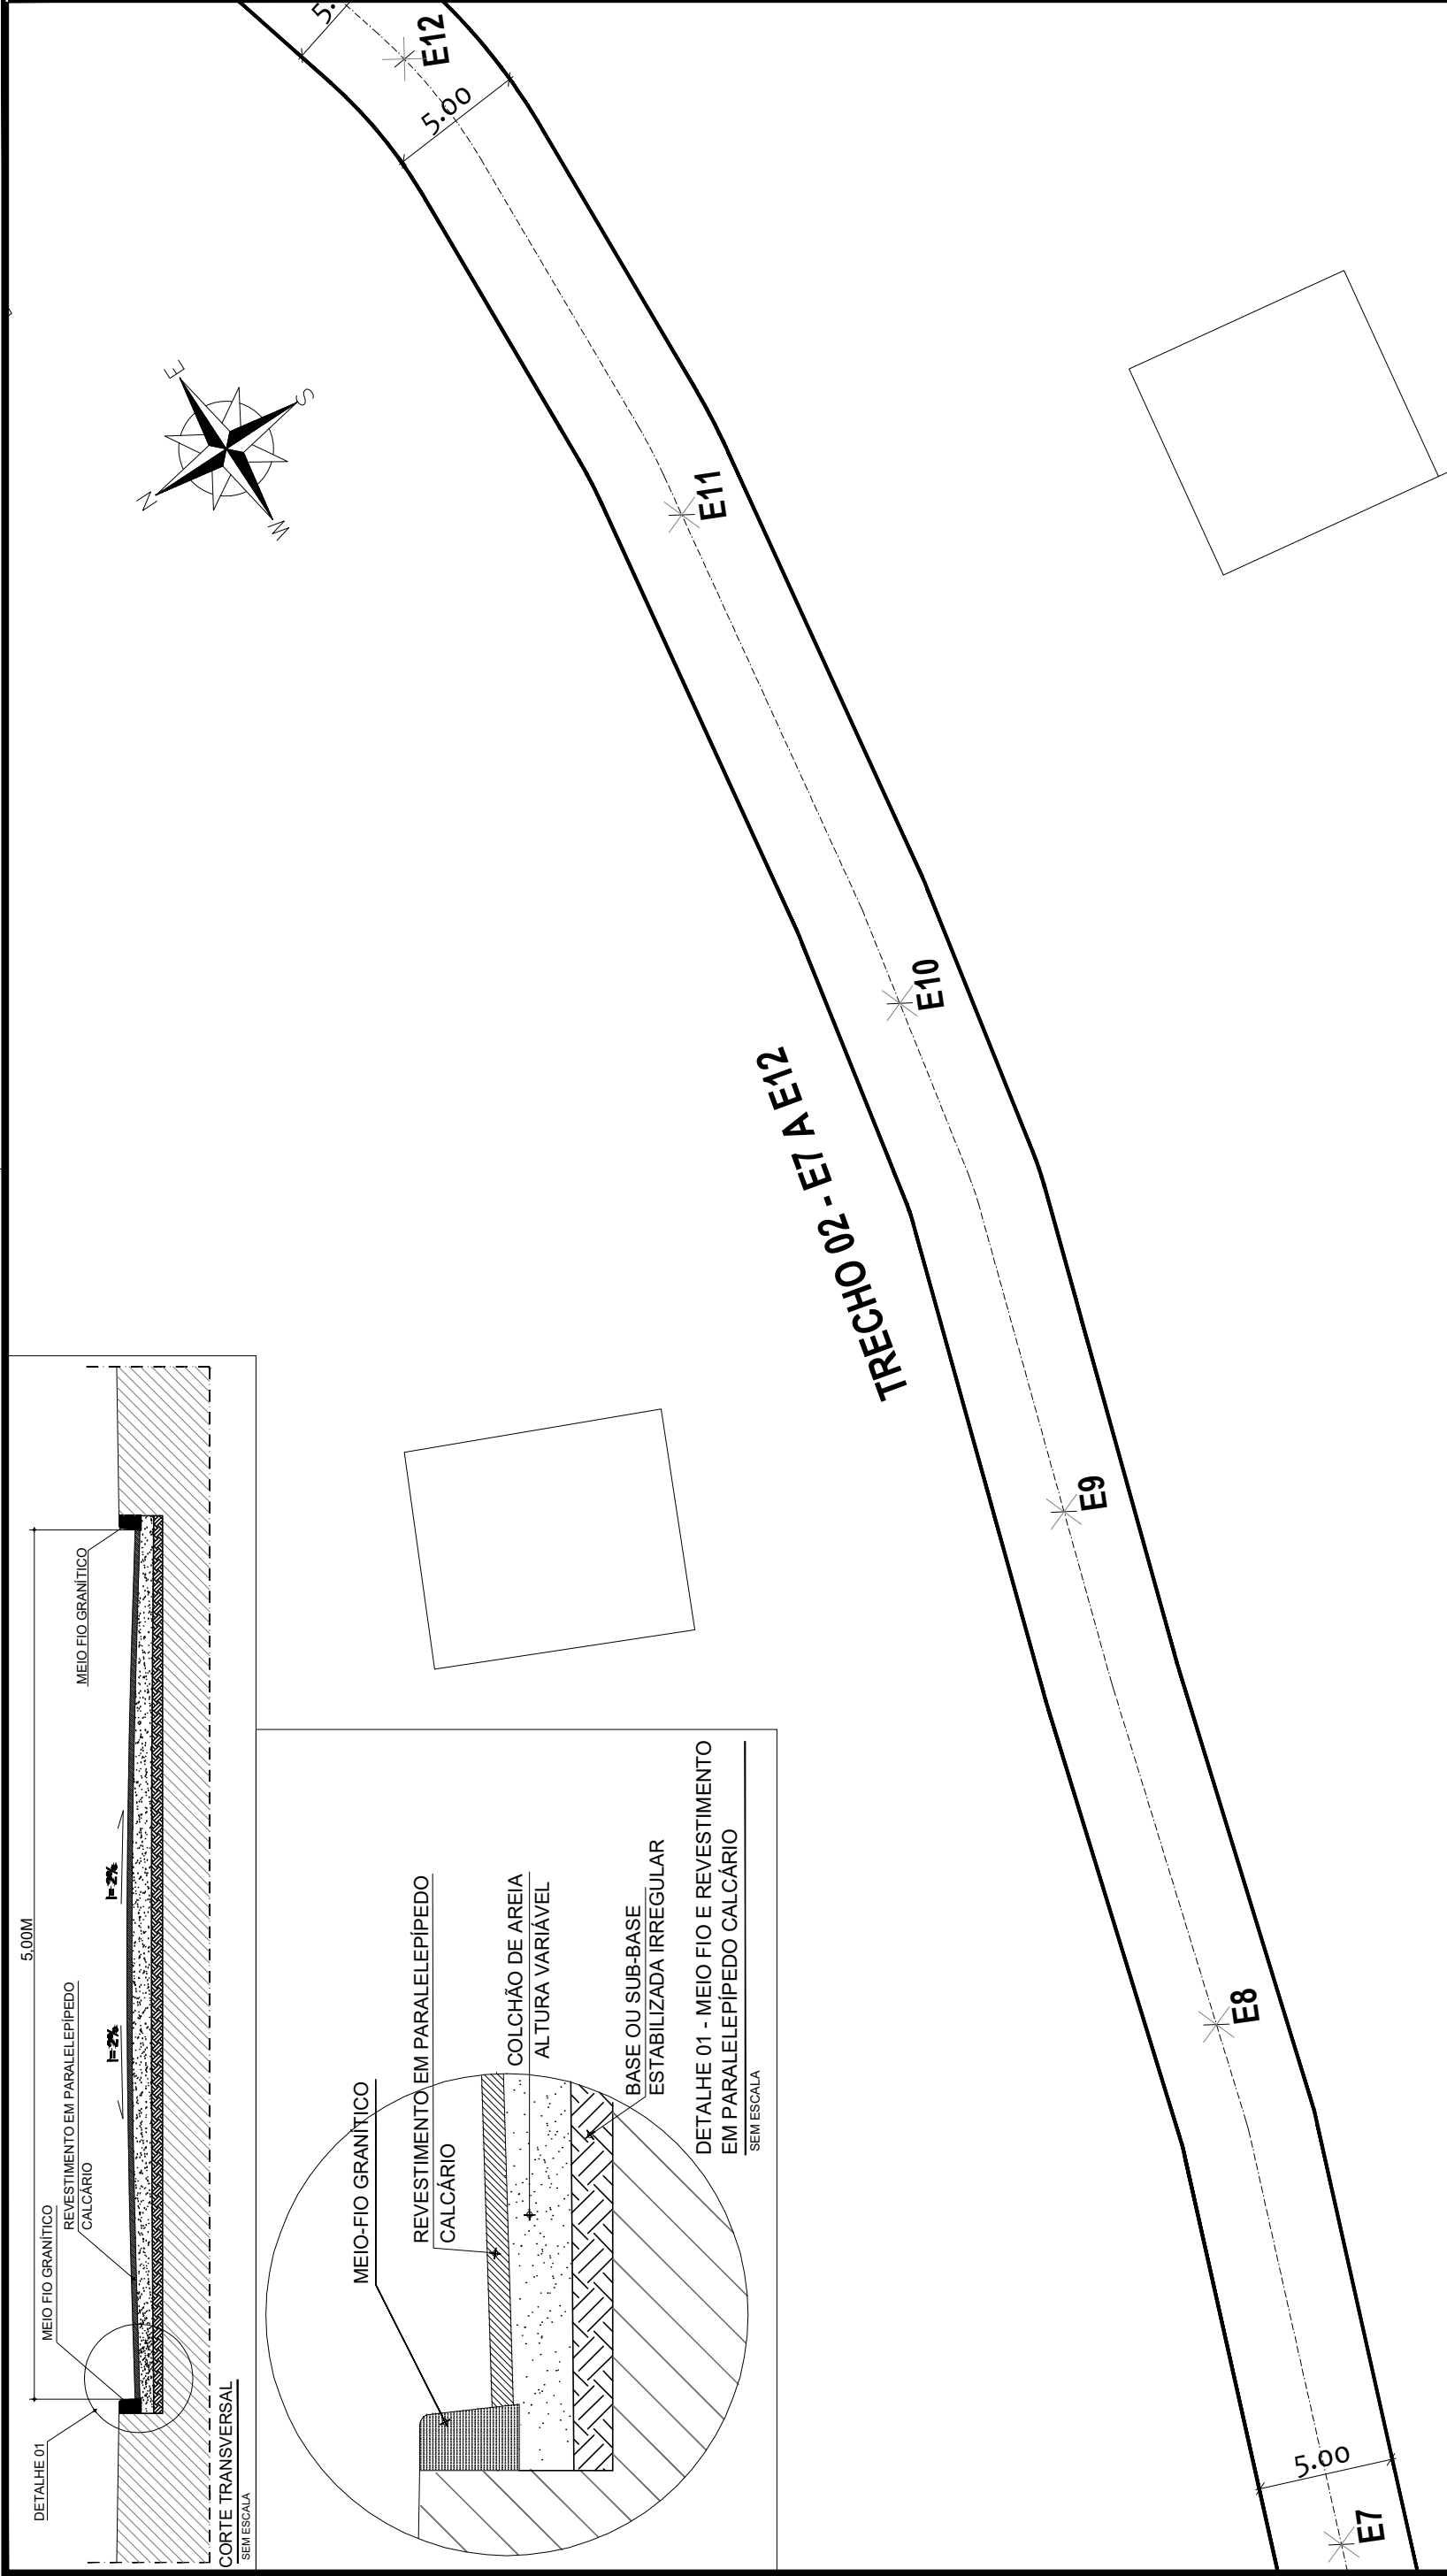 5,00M
MEIO FIO GRANÍTICO
REVESTIMENTO EM PARALELEPÍPEDO
CALCÁRIO
I=2%
I=2%
MEIO FIO GRANÍTICO
DETALHE 01
CORTE TRANSVERSAL
SEM ESCALA
MEIO-FIO GRANÍTICO
REVESTIMENTO EM PARALELEPÍPEDO
CALCÁRIO
COLCHÃO DE AREIA
ALTURA VARIÁVEL
BASE OU SUB-BASE
ESTABILIZADA IRREGULAR
DETALHE 01 - MEIO FIO E REVESTIMENTO
EM PARALELEPÍPEDO CALCÁRIO
SEM ESCALA
N
E
S
W
TRECHO 02 - E7 A E12
E7
5.00
E8
E9
E10
E11
5.00
E12
5.